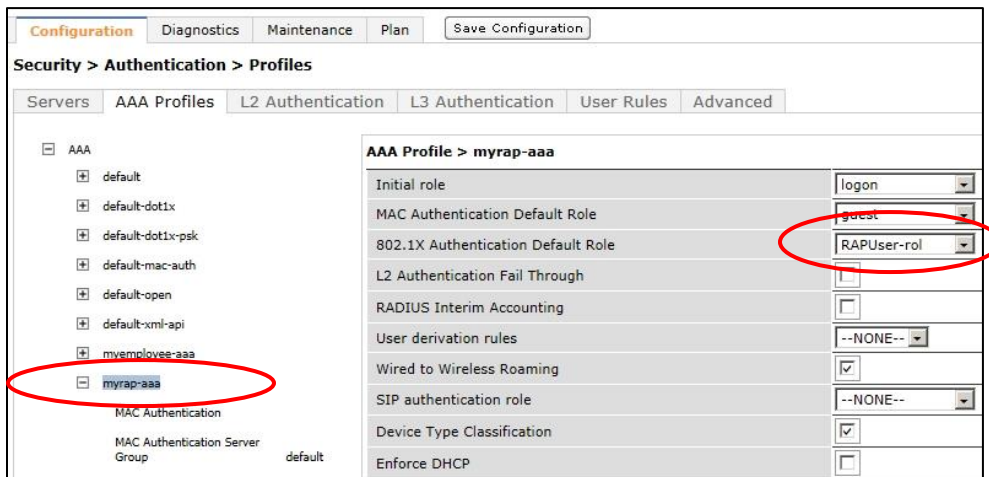 Configuration Diagnostics Maintenance Plan Save Configuration
Security > Authentication > Profiles
Servers AAA Profiles L2 Authentication L3 Authentication User Rules Advanced
AAA
default
default-dot1x
default-dot1x-psk
default-mac-auth
default-open
default-xml-api
myemployee-aaa
myrap-aaa
MAC Authentication
MAC Authentication Server
Group default
AAA Profile > myrap-aaa
Initial role logon
MAC Authentication Default Role guest
802.1X Authentication Default Role RAPUser-rol
L2 Authentication Fail Through
RADIUS Interim Accounting
User derivation rules --NONE--
Wired to Wireless Roaming
SIP authentication role --NONE--
Device Type Classification
Enforce DHCP